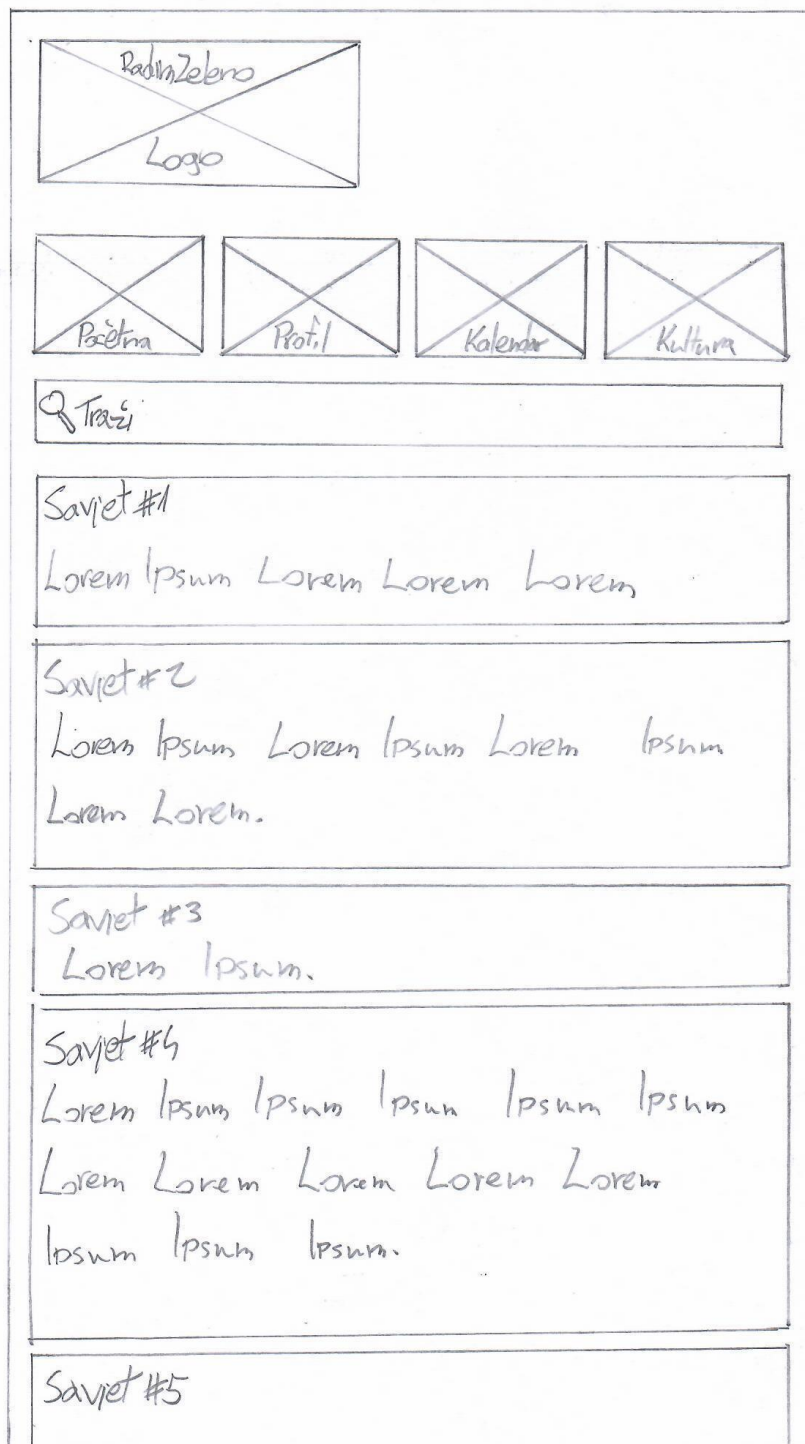 RadimZeleno
Logo
Početna
Profil
Kalendar
Kultura
Traži
Savjet #1
Lorem Ipsum Lorem Lorem Lorem
Savjet #2
Lorem Ipsum Lorem Ipsum Lorem Ipsum
Lorem Lorem.
Savjet #3
Lorem Ipsum.
Savjet #4
Lorem Ipsum Ipsum Ipsum Ipsum Ipsum
Lorem Lorem Lorem Lorem Lorem
Ipsum Ipsum Ipsum.
Savjet #5